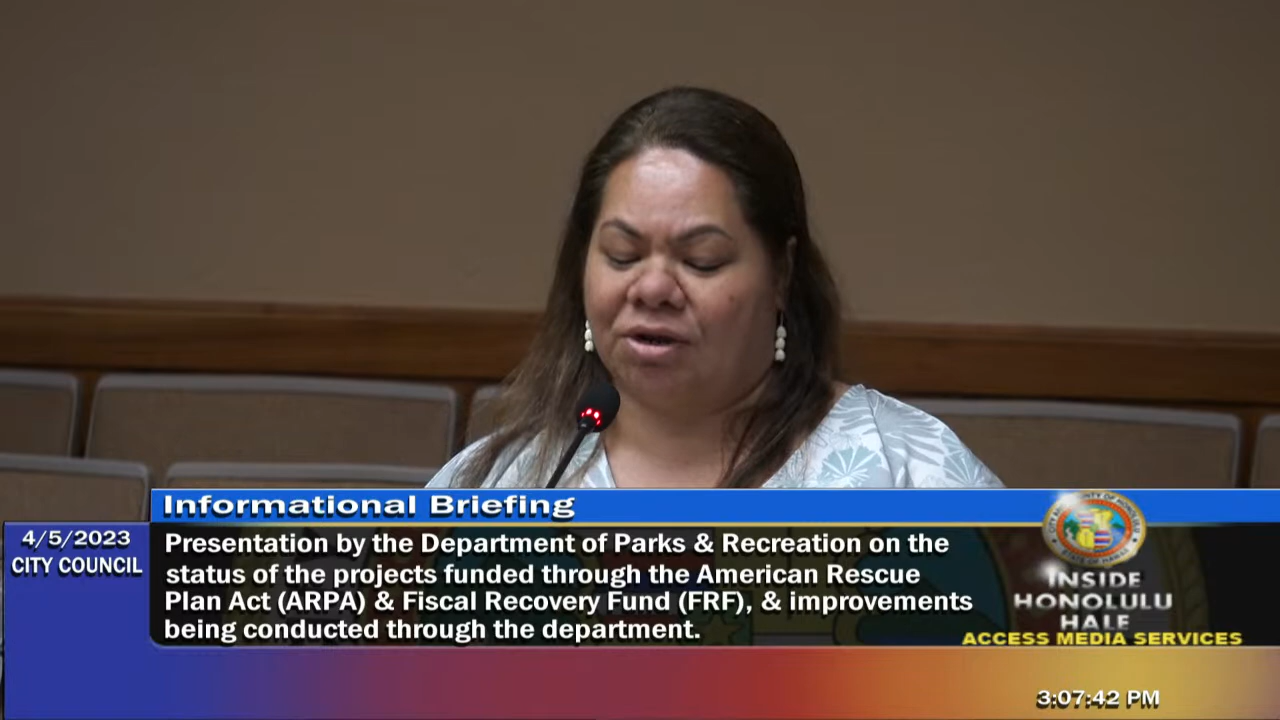 Informational Briefing
4/5/2023
CITY COUNCIL
Presentation by the Department of Parks & Recreation on the
status of the projects funded through the American Rescue
Plan Act (ARPA) & Fiscal Recovery Fund (FRF), & improvements
being conducted through the department.
INSIDE
HONOLULU
HALE
ACCESS MEDIA SERVICES
3:07:42 PM